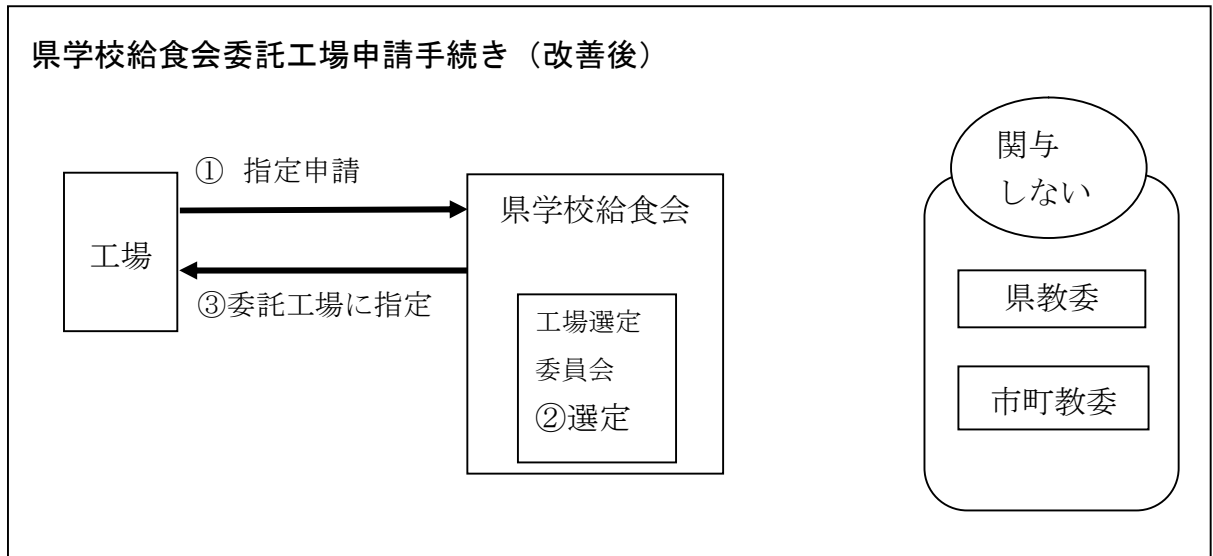 県学校給食会委託工場申請手続き（改善後）
① 指定申請
工場
③委託工場に指定
県学校給食会
工場選定
委員会
②選定
関与
しない
県教委
市町教委